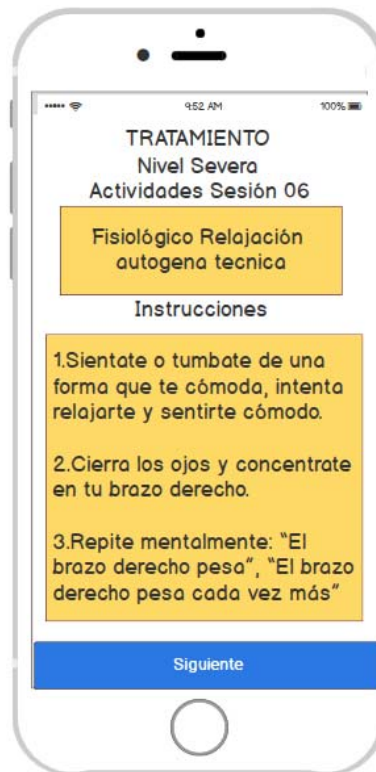 9:52 AM 100%
TRATAMIENTO
Nivel Severa
Actividades Sesión 06
Fisiológico Relajación
autogena tecnica
Instrucciones
1.Sientate o tumbate de una
forma que te cómoda, intenta
relajarte y sentirte cómodo.
2.Cierra los ojos y concentrate
en tu brazo derecho.
3.Repite mentalmente: “El
brazo derecho pesa”, “El brazo
derecho pesa cada vez más”
Siguiente